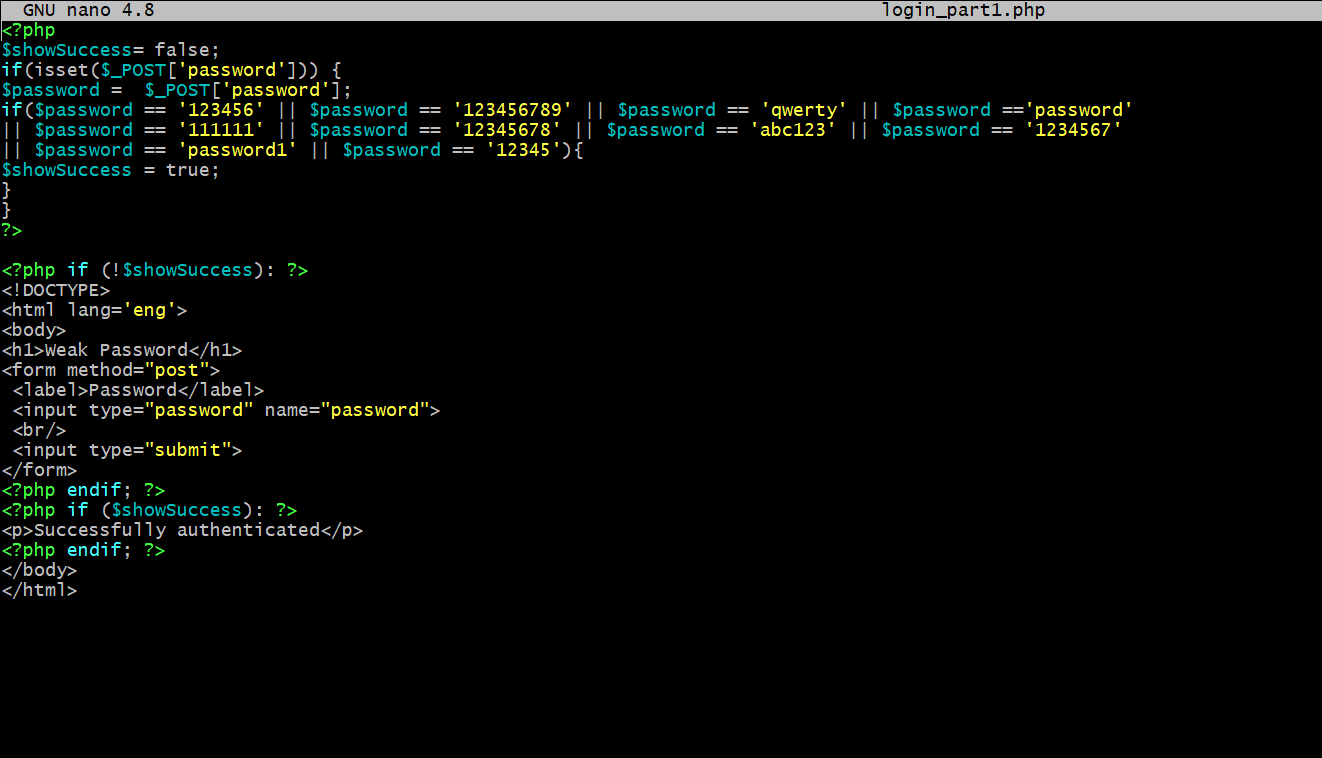 GNU nano 4.8 login_part1.php
<?php
$showSuccess= false;
if(isset($_POST['password'])) {
$password =  $_POST['password'];
if($password == '123456' || $password == '123456789' || $password == 'qwerty' || $password =='password'
|| $password == '111111' || $password == '12345678' || $password == 'abc123' || $password == '1234567'
|| $password == 'password1' || $password == '12345'){
$showSuccess = true;
}
}
?>

<?php if (!$showSuccess): ?>
<!DOCTYPE>
<html lang='eng'>
<body>
<h1>Weak Password</h1>
<form method="post">
 <label>Password</label>
 <input type="password" name="password">
 <br/>
 <input type="submit">
</form>
<?php endif; ?>
<?php if ($showSuccess): ?>
<p>Successfully authenticated</p>
<?php endif; ?>
</body>
</html>